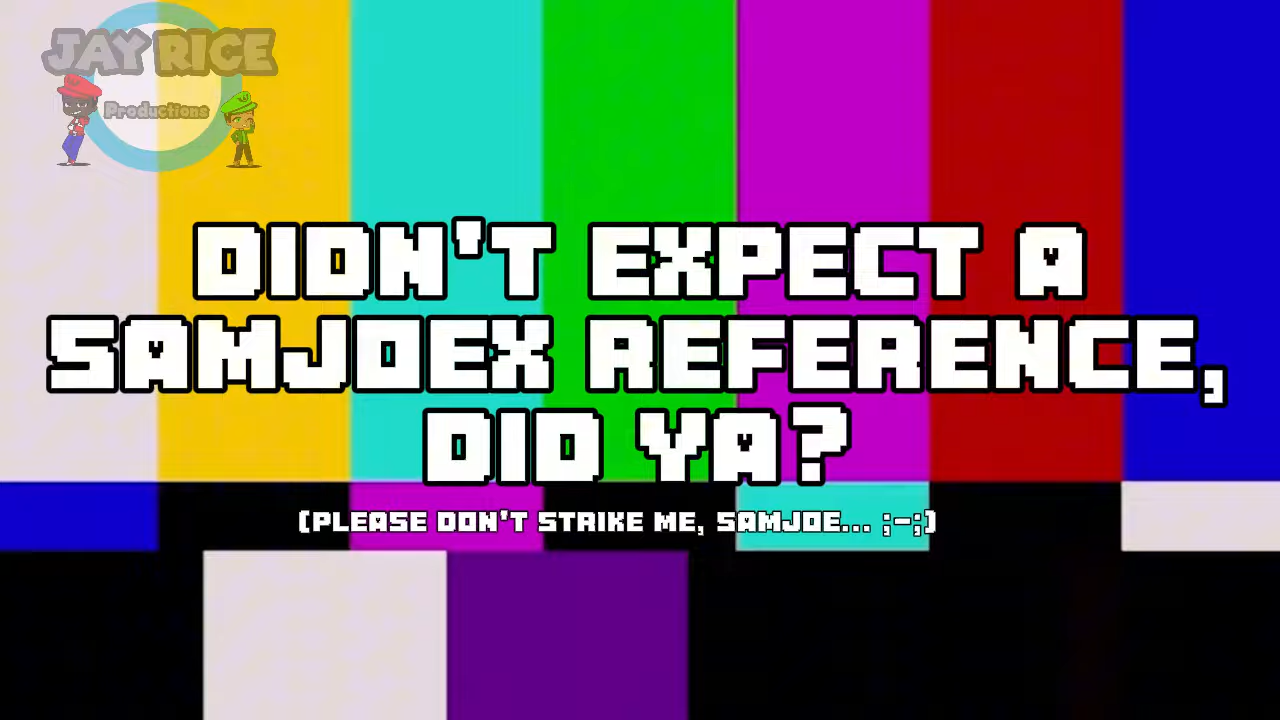 JAY RICE
Productions
DIDN'T EXPECT A
SAMJOEX REFERENCE,
DID YA?
(PLEASE DON'T STRIKE ME, SAMJOE... ;-;)